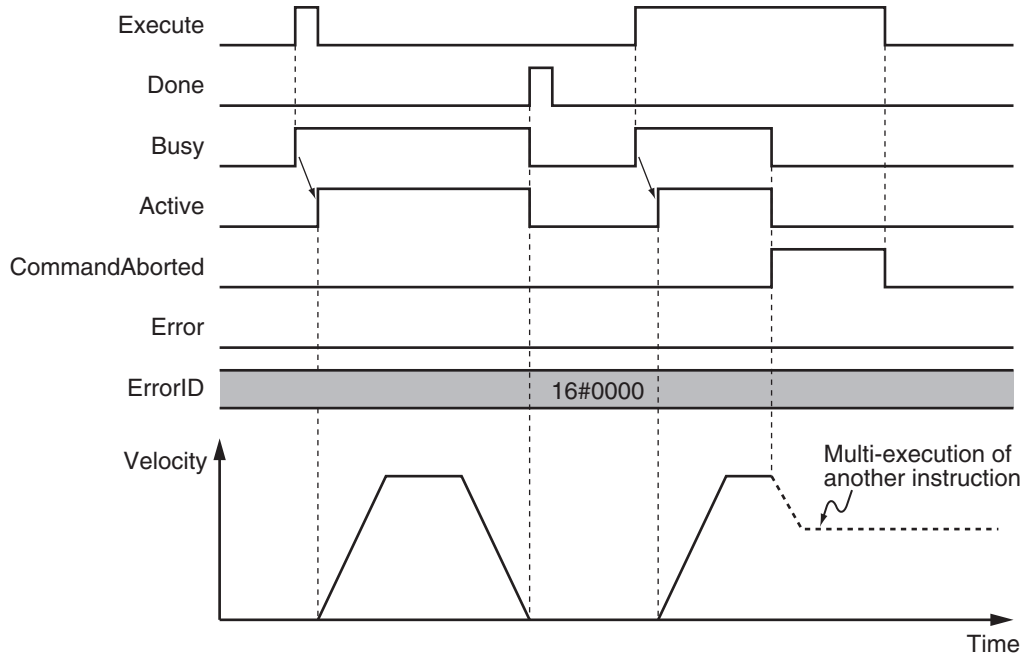 Execute
Done
Busy
Active
CommandAborted
Error
ErrorID
16#0000
Velocity
Multi-execution of
another instruction
Time